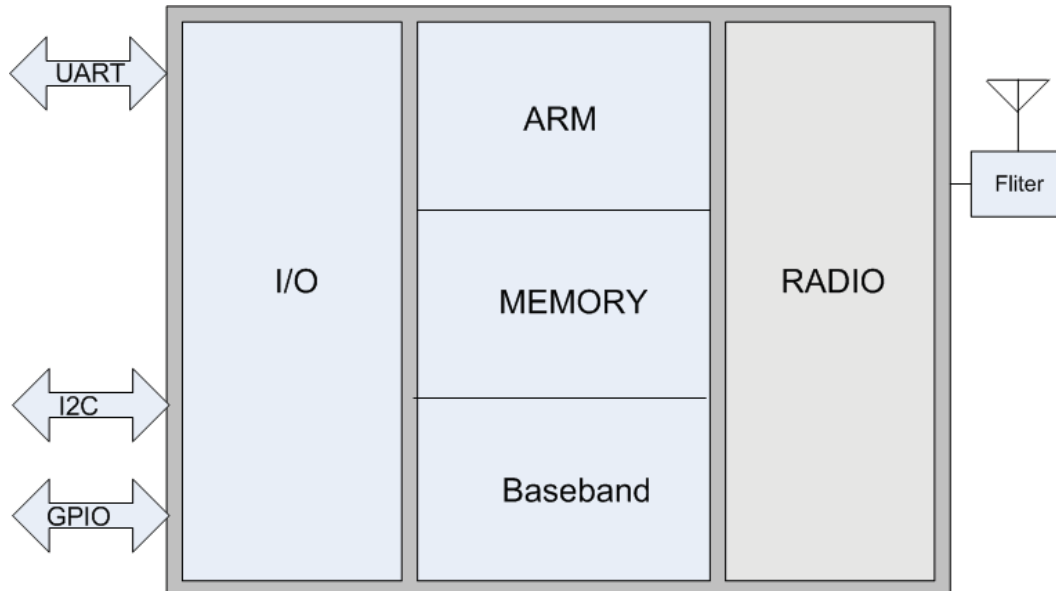 UART
ARM
Fliter
I/O
MEMORY
RADIO
I2C
Baseband
GPIO